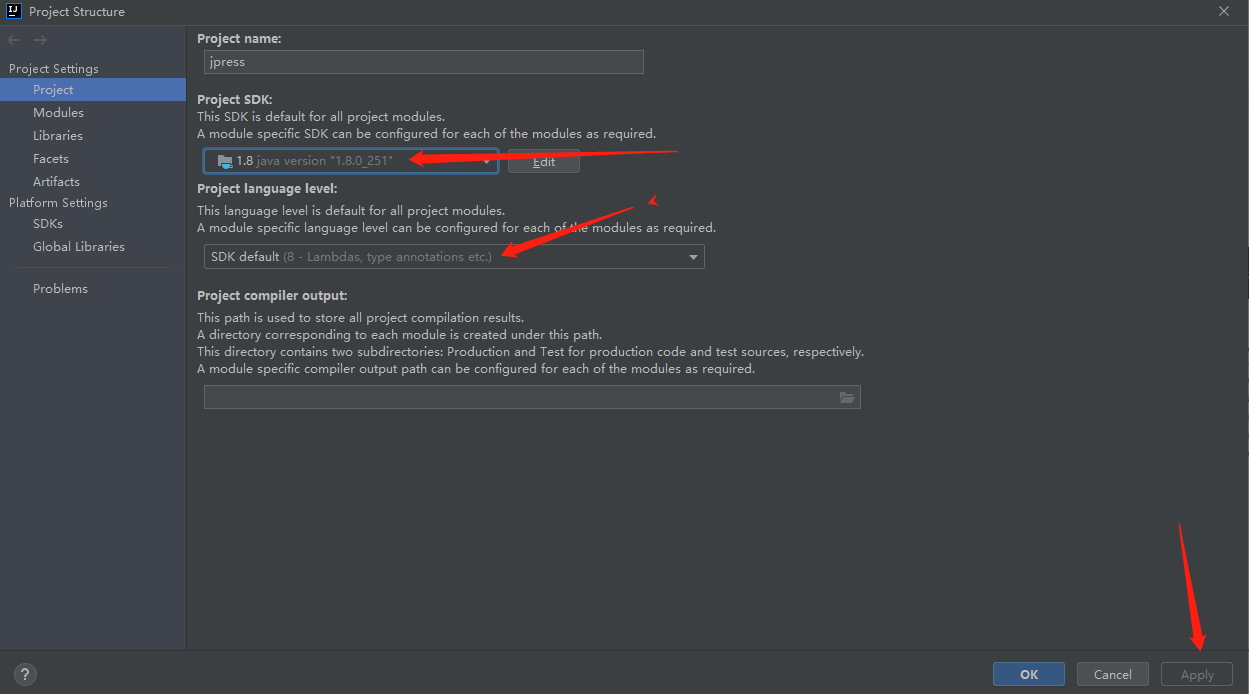 IJ
Project Structure
Project Settings
Project
Modules
Libraries
Facets
Artifacts
Platform Settings
SDKs
Global Libraries
Problems
Project name:
jpress
Project SDK:
This SDK is default for all project modules.
A module specific SDK can be configured for each of the modules as required.
1.8 java version "1.8.0_251"
Edit
Project language level:
This language level is default for all project modules.
A module specific language level can be configured for each of the modules as required.
SDK default (8 - Lambdas, type annotations etc.)
Project compiler output:
This path is used to store all project compilation results.
A directory corresponding to each module is created under this path.
This directory contains two subdirectories: Production and Test for production code and test sources, respectively.
A module specific compiler output path can be configured for each of the modules as required.
?
OK
Cancel
Apply